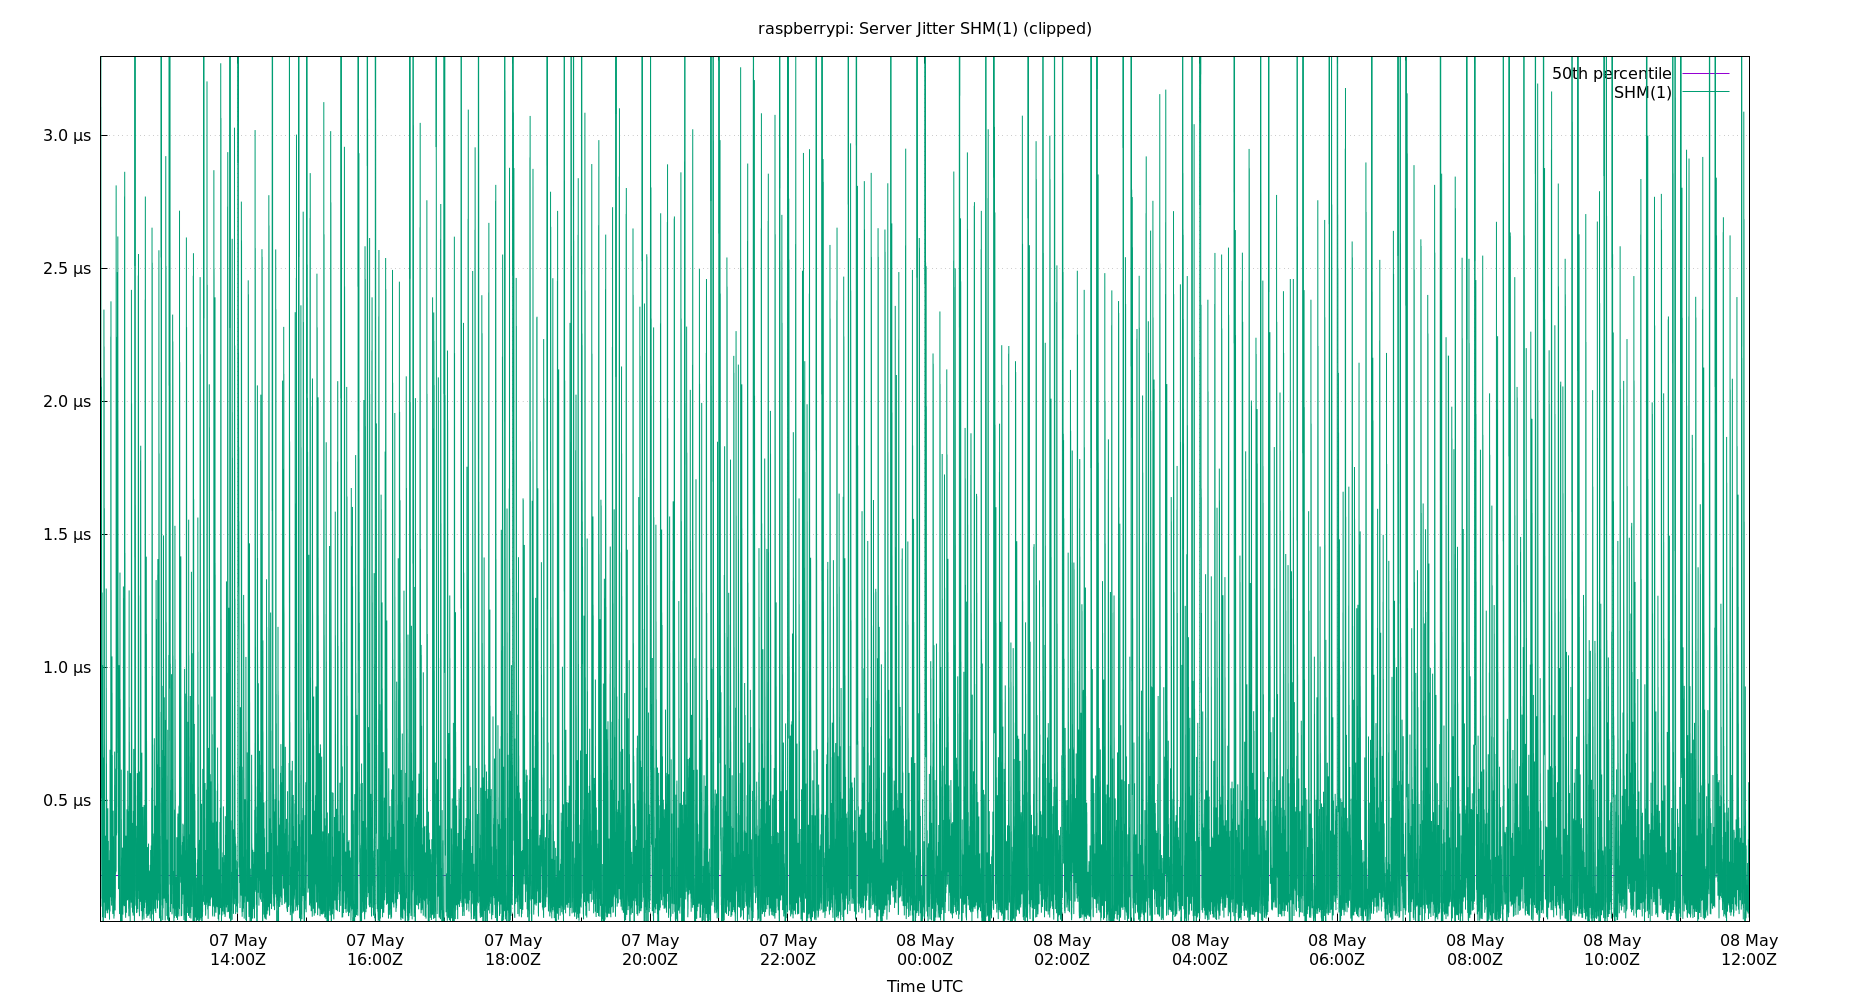 raspberrypi: Server Jitter SHM(1) (clipped)
50th percentile
SHM(1)
3.0 µs
2.5 µs
2.0 µs
1.5 µs
1.0 µs
0.5 µs
07 May 07 May 07 May 07 May 07 May 08 May 08 May 08 May 08 May 08 May 08 May 08 May
14:00Z 16:00Z 18:00Z 20:00Z 22:00Z 00:00Z 02:00Z 04:00Z 06:00Z 08:00Z 10:00Z 12:00Z
Time UTC